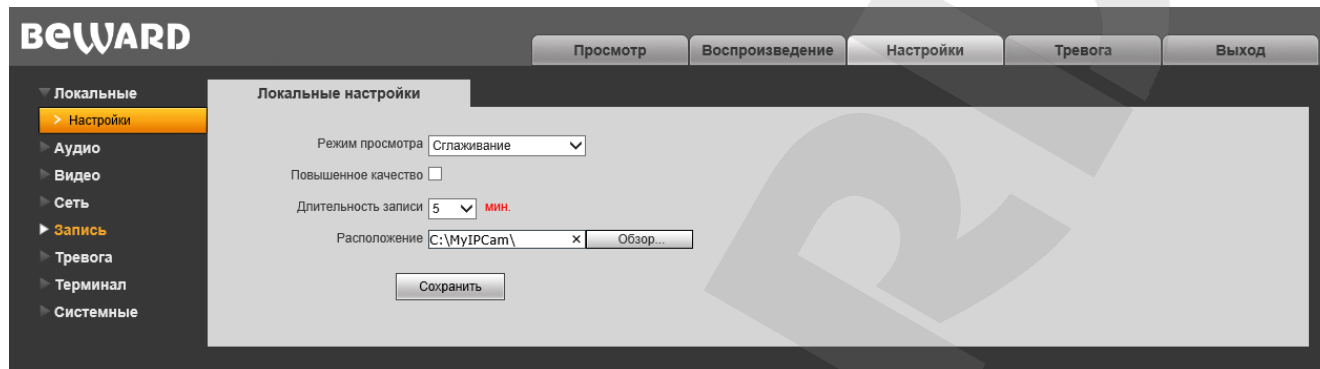 BEWARD
Просмотр Воспроизведение Настройки Тревога Выход
Локальные
> Настройки
Аудио
Видео
Сеть
Запись
Тревога
Терминал
Системные
Локальные настройки
Режим просмотра Сглаживание
Повышенное качество
Длительность записи 5 мин.
Расположение C:\MyIPCam\ × Обзор...
Сохранить